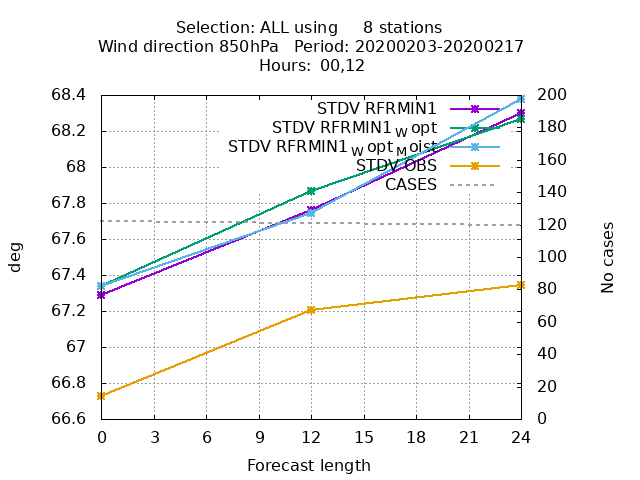 Selection: ALL using     8 stations
Wind direction 850hPa   Period: 20200203-20200217
Hours:  00,12
STDV RFRMIN1
STDV RFRMIN1_W opt
STDV RFRMIN1_W opt_M oist
STDV OBS
CASES
deg
68.4
68.2
68
67.8
67.6
67.4
67.2
67
66.8
66.6
200
180
160
140
120
100
80
60
40
20
0
No cases
0 3 6 9 12 15 18 21 24
Forecast length